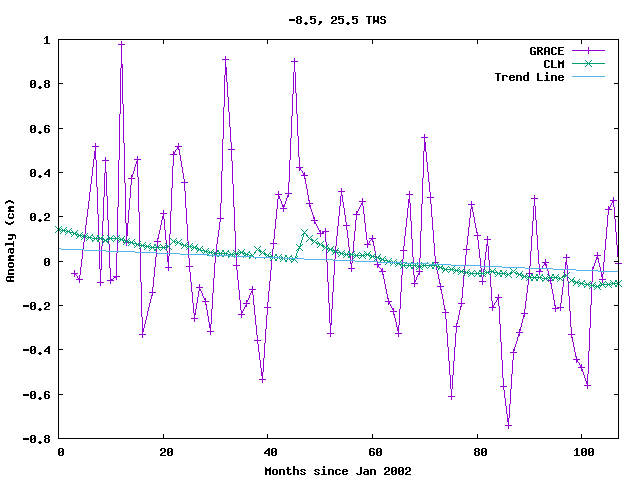 -8.5, 25.5 TWS
GRACE
CLM
Trend Line
1
0.8
0.6
0.4
0.2
0
-0.2
-0.4
-0.6
-0.8
Anomaly (cm)
0 20 40 60 80 100
Months since Jan 2002